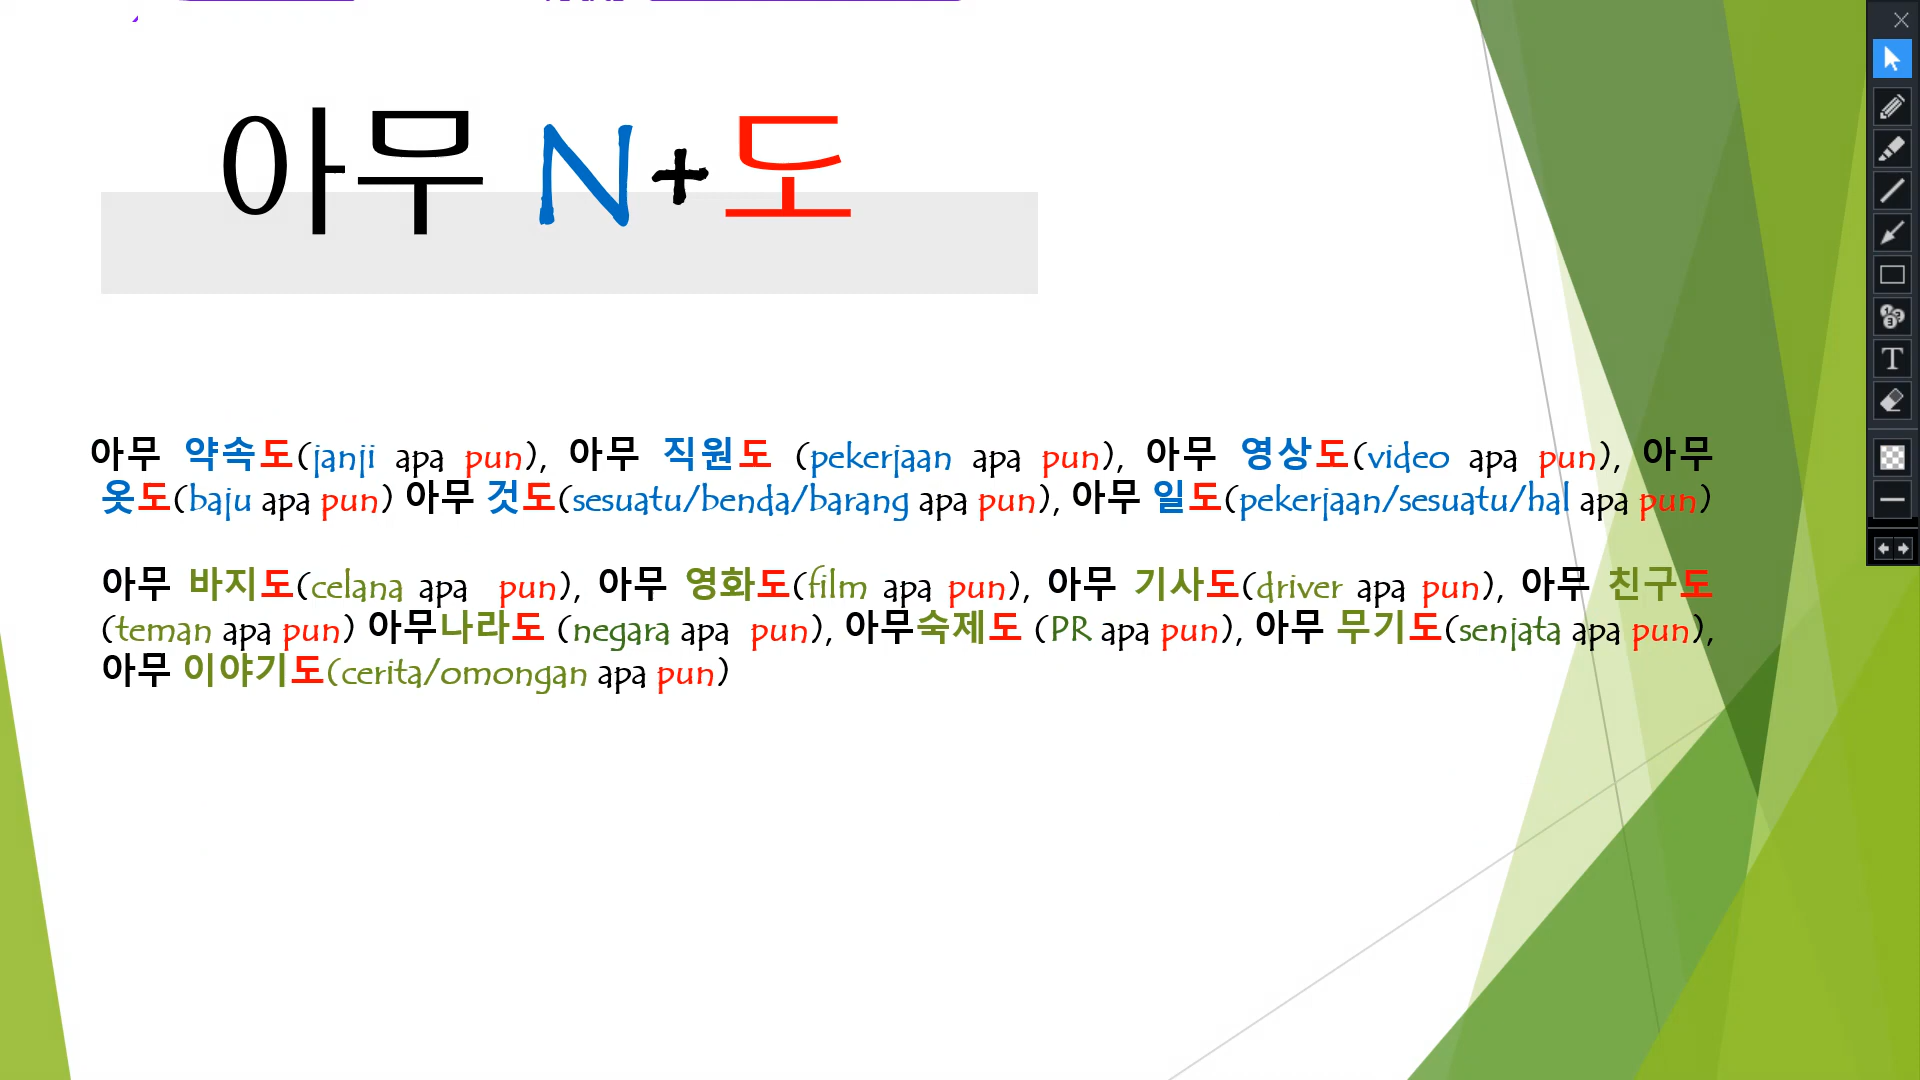 아무 N+도
아무 약속도(janji apa pun), 아무 직원도 (pekerjaan apa pun), 아무 영상도(video apa pun), 아무
옷도(baju apa pun) 아무 것도(sesuatu/benda/barang apa pun), 아무 일도(pekerjaan/sesuatu/hal apa pun)
아무 바지도(celana apa pun), 아무 영화도(film apa pun), 아무 기사도(driver apa pun), 아무 친구도
(teman apa pun) 아무나라도 (negara apa pun), 아무숙제도 (PR apa pun), 아무 무기도(senjata apa pun),
아무 이야기도(cerita/omongan apa pun)